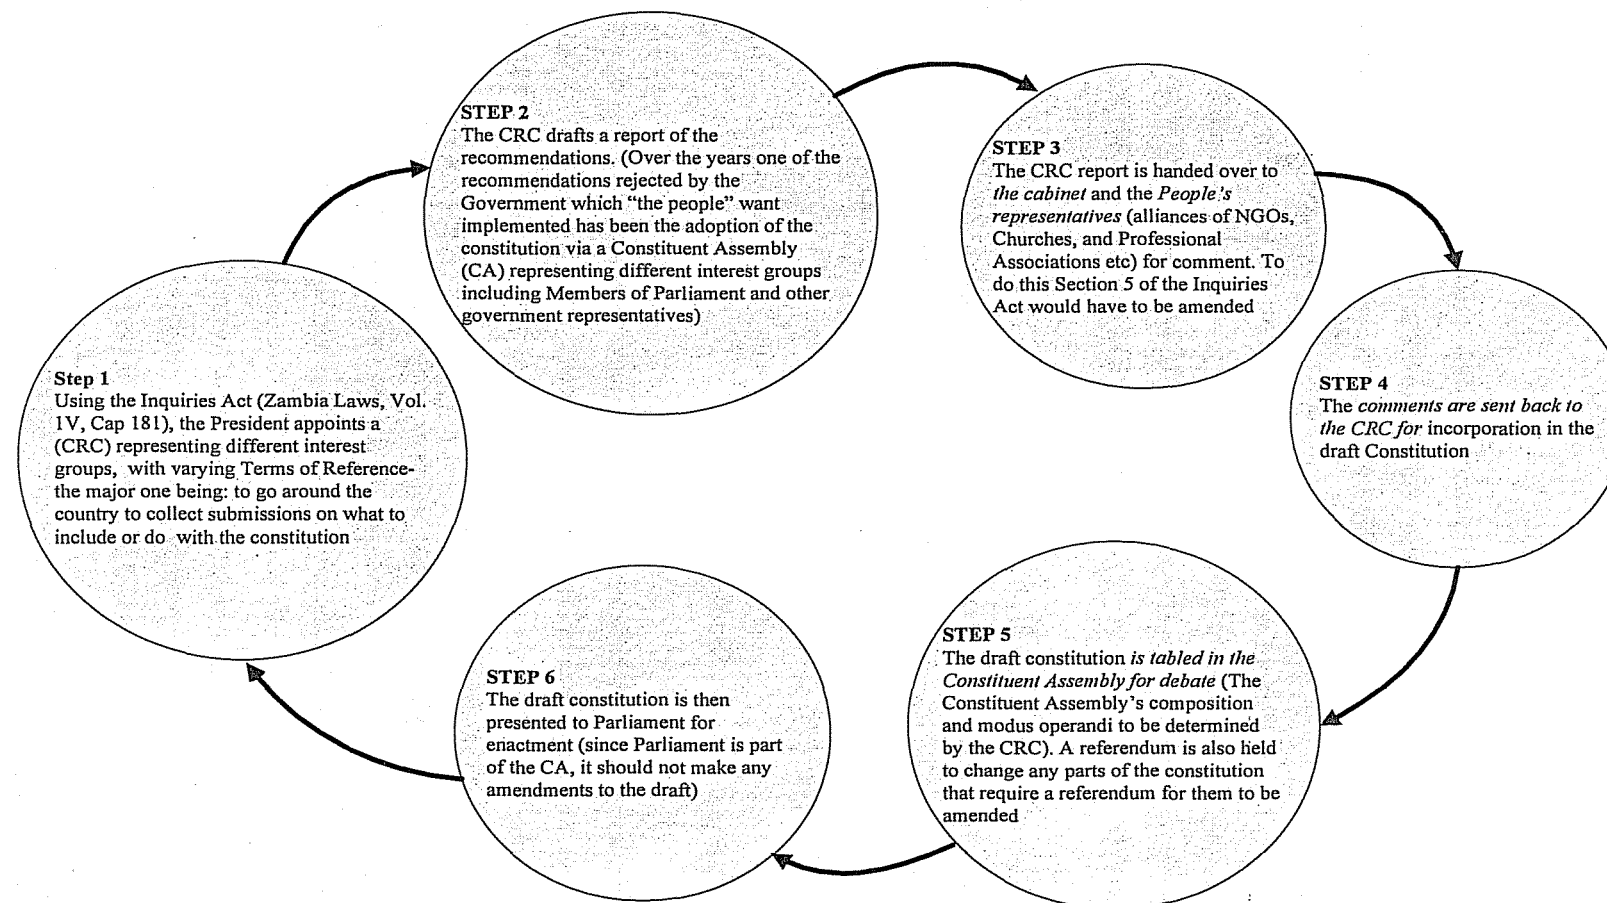 Step 1
Using the Inquiries Act (Zambia Laws, Vol.
1V, Cap 181), the President appoints a
(CRC) representing different interest
groups, with varying Terms of Reference-
the major one being: to go around the
country to collect submissions on what to
include or do with the constitution
STEP 2
The CRC drafts a report of the
recommendations. (Over the years one of the
recommendations rejected by the
Government which “the people” want
implemented has been the adoption of the
constitution via a Constituent Assembly
(CA) representing different interest groups
including Members of Parliament and other
government representatives)
STEP 3
The CRC report is handed over to
the cabinet and the People's
representatives (alliances of NGOs,
Churches, and Professional
Associations etc) for comment. To
do this Section 5 of the Inquiries
Act would have to be amended
STEP 4
The comments are sent back to
the CRC for incorporation in the
draft Constitution
STEP 5
The draft constitution is tabled in the
Constituent Assembly for debate (The
Constituent Assembly's composition
and modus operandi to be determined
by the CRC). A referendum is also held
to change any parts of the constitution
that require a referendum for them to be
amended
STEP 6
The draft constitution is then
presented to Parliament for
enactment (since Parliament is part
of the CA, it should not make any
amendments to the draft)